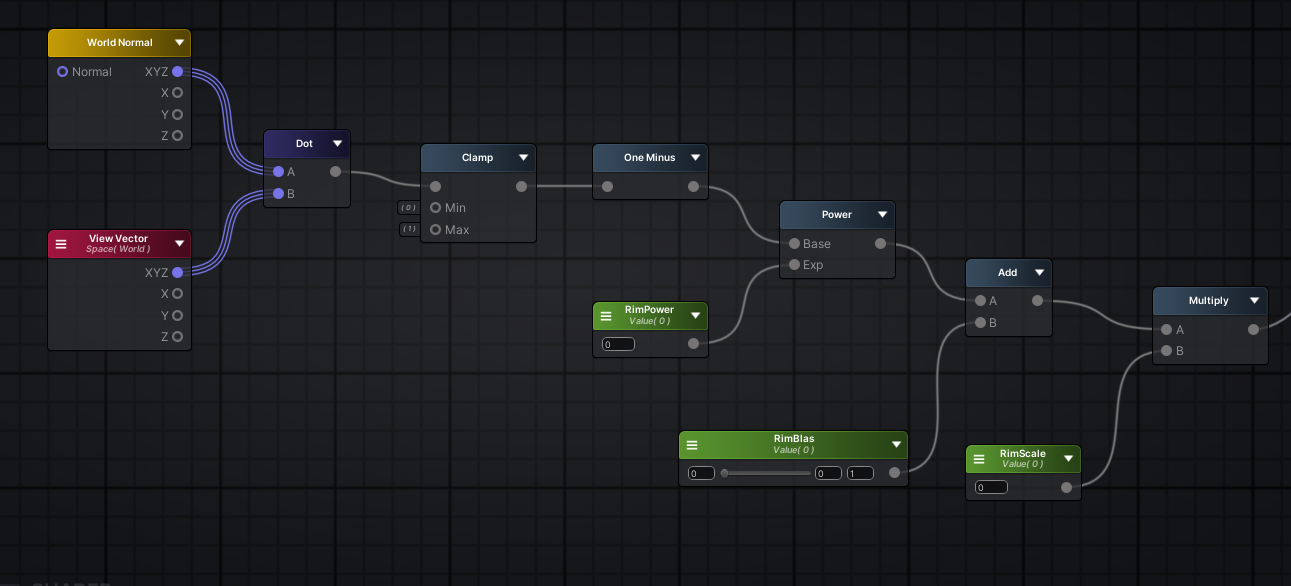 World Normal
Normal
XYZ
X
Y
Z
View Vector
Space( World )
XYZ
X
Y
Z
Dot
A
B
Clamp
( 0 )
Min
( 1 )
Max
One Minus
Power
Base
Exp
RimPower
Value( 0 )
0
RimBlas
Value( 0 )
0
0
1
Add
A
B
RimScale
Value( 0 )
0
Multiply
A
B